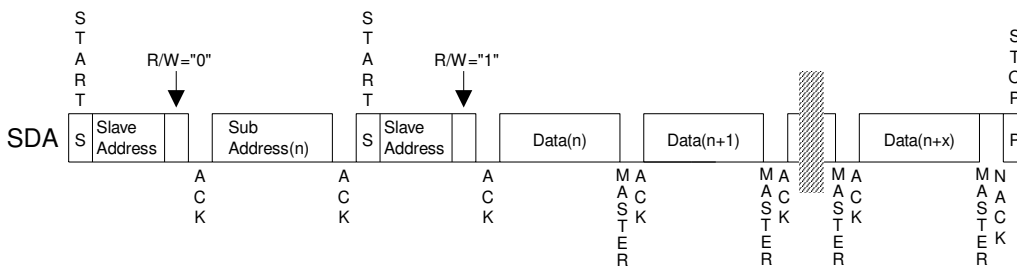 START
START
STOP
R/W="0"
R/W="1"
SDA
S
Slave Address
Sub Address(n)
S
Slave Address
Data(n)
Data(n+1)
Data(n+x)
P
ACK
ACK
ACK
MASTER ACK
MASTER ACK
MASTER ACK
MASTER NACK